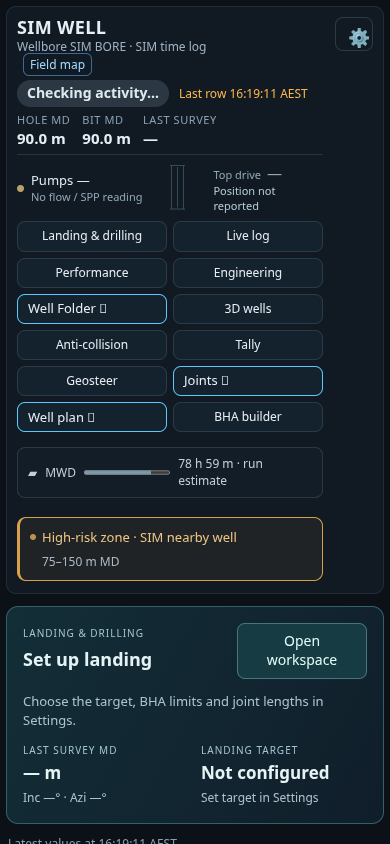 SIM WELL
Wellbore SIM BORE · SIM time log
Field map
Checking activity...
Last row 16:19:11 AEST
HOLE MD
BIT MD
LAST SURVEY
90.0 m
90.0 m
—
Pumps —
No flow / SPP reading
Top drive —
Position not
reported
Landing & drilling
Live log
Performance
Engineering
Well Folder
3D wells
Anti-collision
Tally
Geosteer
Joints
Well plan
BHA builder
MWD
78 h 59 m · run
estimate
High-risk zone · SIM nearby well
75–150 m MD
LANDING & DRILLING
Set up landing
Open
workspace
Choose the target, BHA limits and joint lengths in
Settings.
LAST SURVEY MD
LANDING TARGET
— m
Not configured
Inc —° · Azi —°
Set target in Settings
Latest values at 16:19:11 AEST